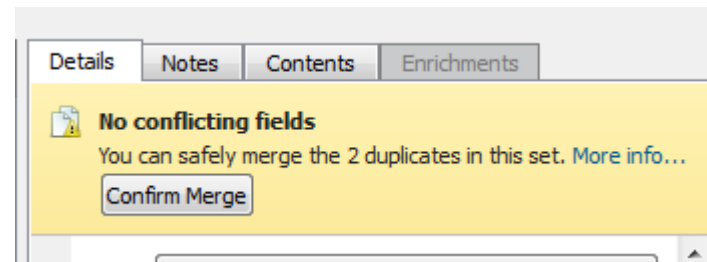 Details Notes Contents Enrichments
No conflicting fields
You can safely merge the 2 duplicates in this set. More info...
Confirm Merge